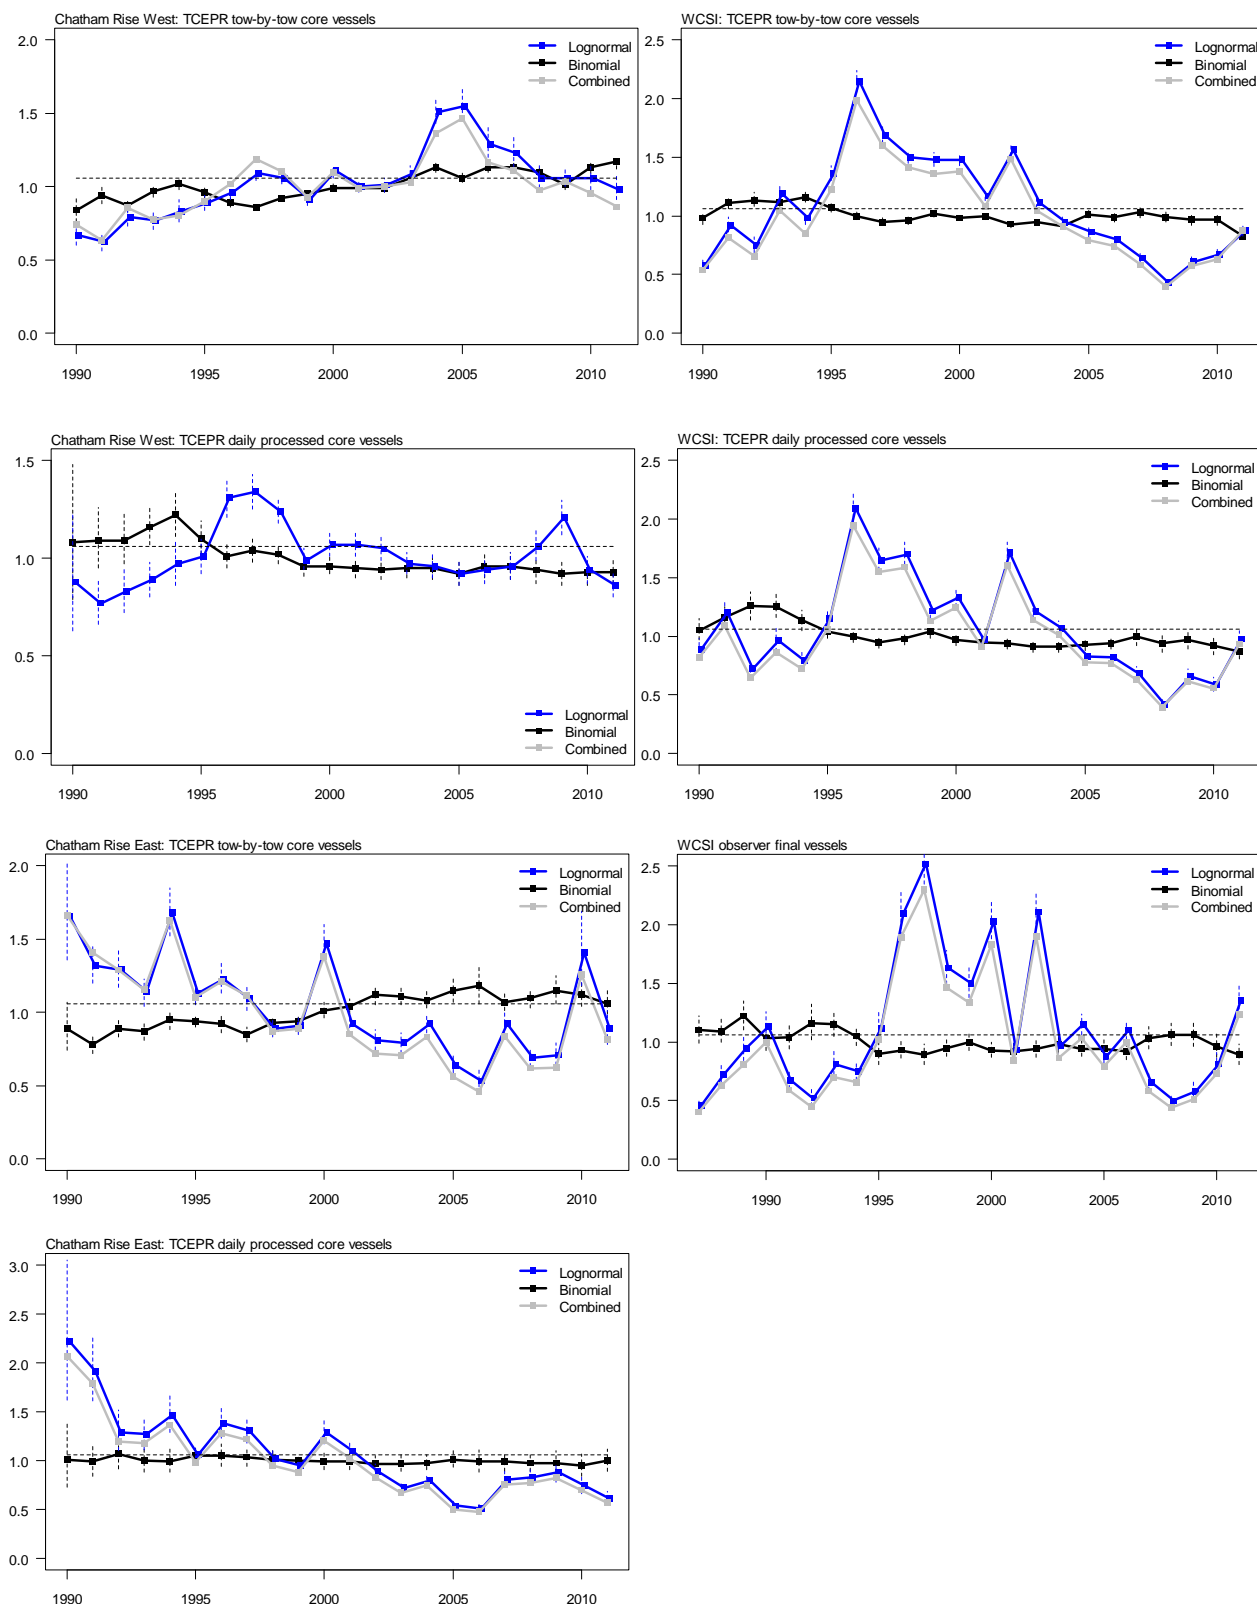 Chatham Rise West: TCEPR tow-by-tow core vessels
2.0
1.5
1.0
0.5
0.0
Lognormal
Binomial
Combined
1990 1995 2000 2005 2010
WCSI: TCEPR tow-by-tow core vessels
2.5
2.0
1.5
1.0
0.5
0.0
Lognormal
Binomial
Combined
1990 1995 2000 2005 2010
Chatham Rise West: TCEPR daily processed core vessels
1.5
1.0
0.5
0.0
Lognormal
Binomial
Combined
1990 1995 2000 2005 2010
WCSI: TCEPR daily processed core vessels
2.5
2.0
1.5
1.0
0.5
0.0
Lognormal
Binomial
Combined
1990 1995 2000 2005 2010
Chatham Rise East: TCEPR tow-by-tow core vessels
2.0
1.5
1.0
0.5
0.0
Lognormal
Binomial
Combined
1990 1995 2000 2005 2010
WCSI observer final vessels
2.5
2.0
1.5
1.0
0.5
0.0
Lognormal
Binomial
Combined
1990 1995 2000 2005 2010
Chatham Rise East: TCEPR daily processed core vessels
3.0
2.5
2.0
1.5
1.0
0.5
0.0
Lognormal
Binomial
Combined
1990 1995 2000 2005 2010